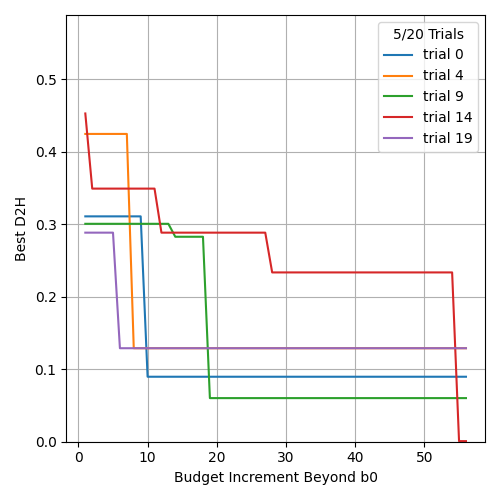 5/20 Trials
trial 0
trial 4
trial 9
trial 14
trial 19
0.5
0.4
0.3
0.2
0.1
0.0
Best D2H
0 10 20 30 40 50
Budget Increment Beyond b0